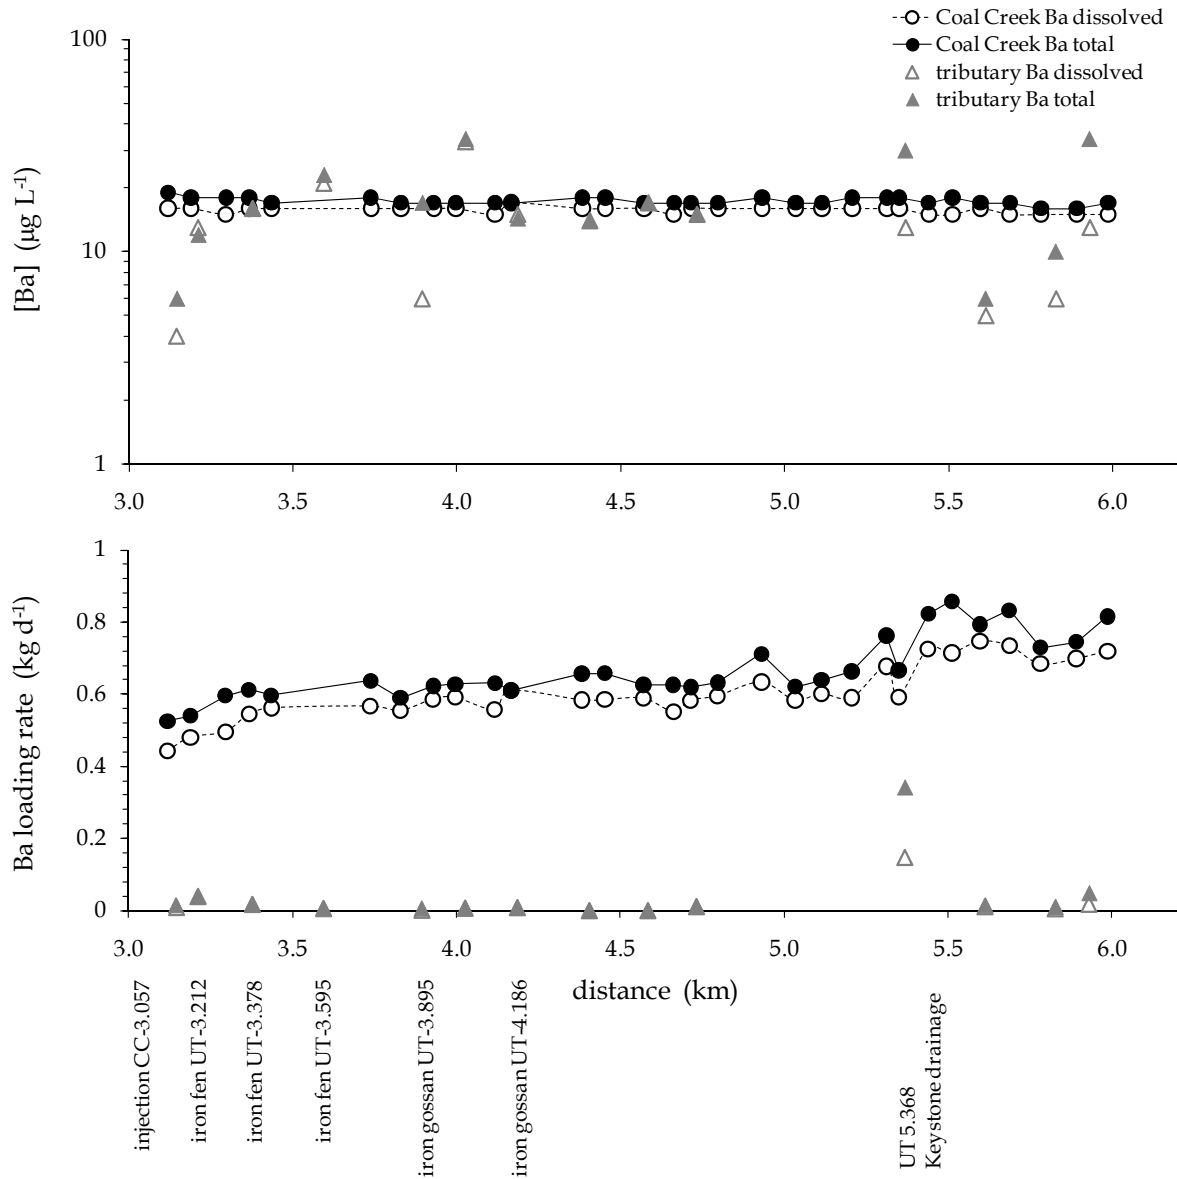 Coal Creek Ba dissolved
Coal Creek Ba total
tributary Ba dissolved
tributary Ba total
[Ba] (µg L⁻¹)
100
10
1
3.0 3.5 4.0 4.5 5.0 5.5 6.0
Ba loading rate (kg d⁻¹)
1
0.8
0.6
0.4
0.2
0
3.0 3.5 4.0 4.5 5.0 5.5 6.0
distance (km)
injection CC-3.057
iron fen UT-3.212
iron fen UT-3.378
iron fen UT-3.595
iron gossan UT-3.895
iron gossan UT-4.186
UT 5.368
Keystone drainage